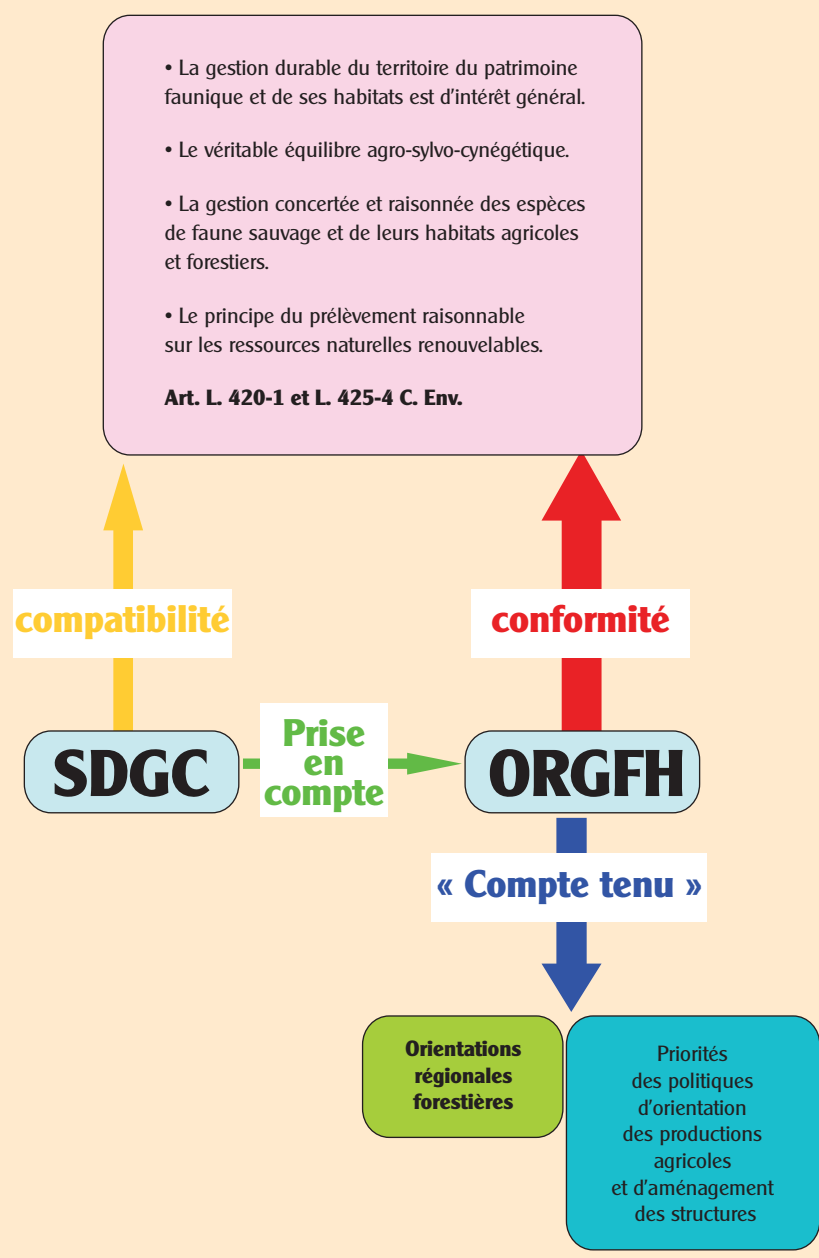 • La gestion durable du territoire du patrimoine
faunique et de ses habitats est d'intérêt général.
• Le véritable équilibre agro-sylvo-cynégétique.
• La gestion concertée et raisonnée des espèces
de faune sauvage et de leurs habitats agricoles
et forestiers.
• Le principe du prélèvement raisonnable
sur les ressources naturelles renouvelables.
Art. L. 420-1 et L. 425-4 C. Env.
compatibilité
conformité
SDGC
Prise
en
compte
ORGFH
« Compte tenu »
Orientations
régionales
forestières
Priorités
des politiques
d'orientation
des productions
agricoles
et d'aménagement
des structures